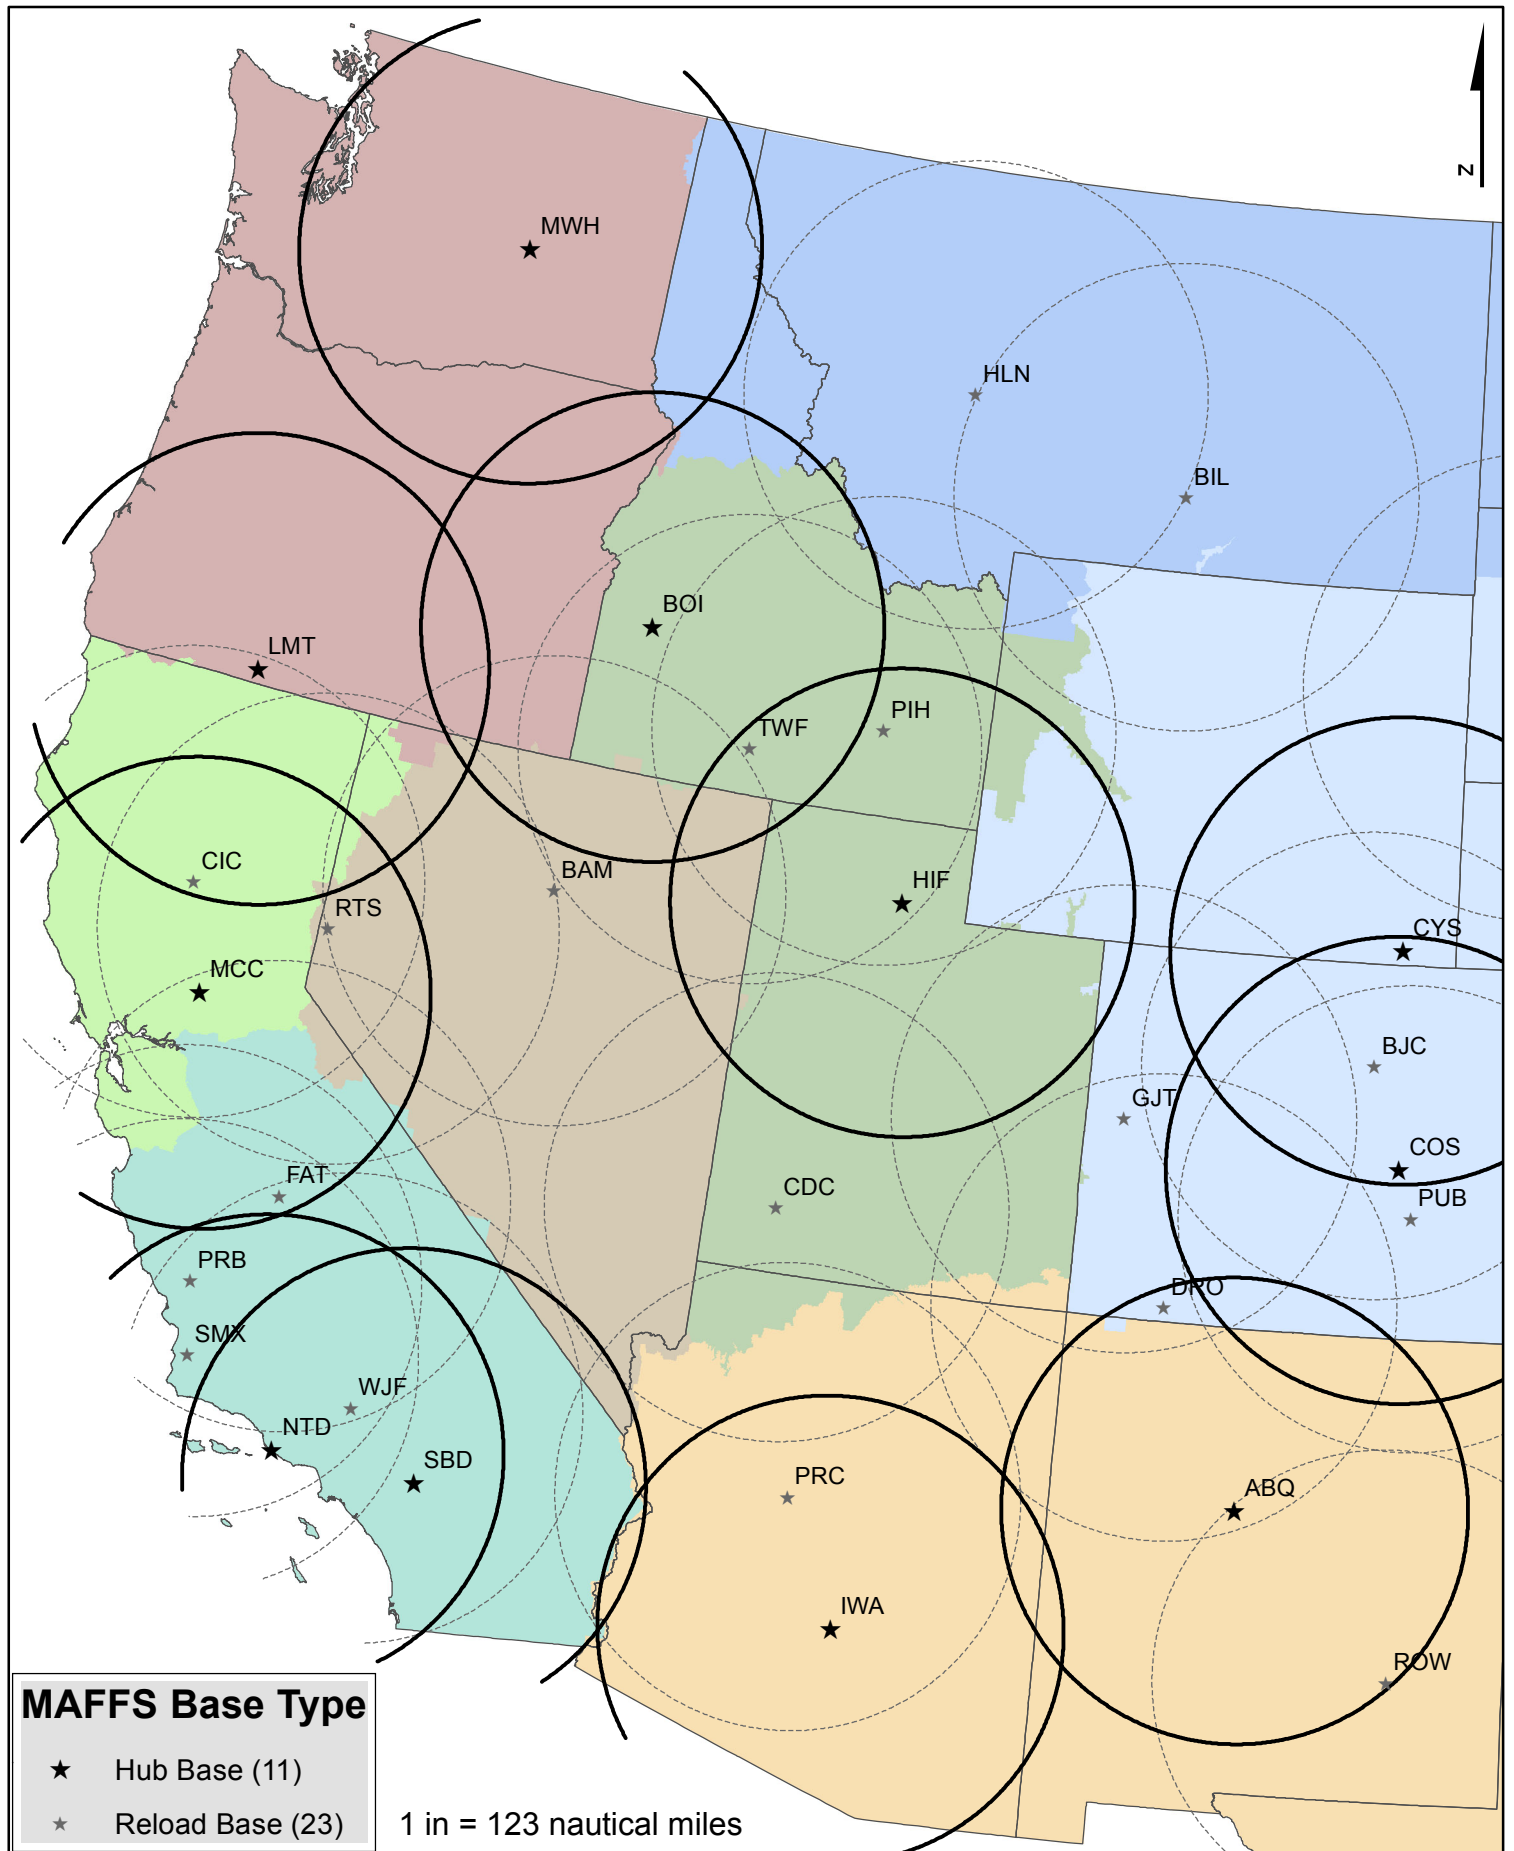 MWH
HLN
BIL
BOI
LMT
PIH
TWF
CIC
BAM
HIF
RTS
CYS
MCC
BJC
GJT
COS
FAT
CDC
PUB
PRB
DRO
SMX
WJF
NTD
SBD
PRC
ABQ
IWA
ROW
MAFFS Base Type
Hub Base (11)
Reload Base (23)
1 in = 123 nautical miles
N